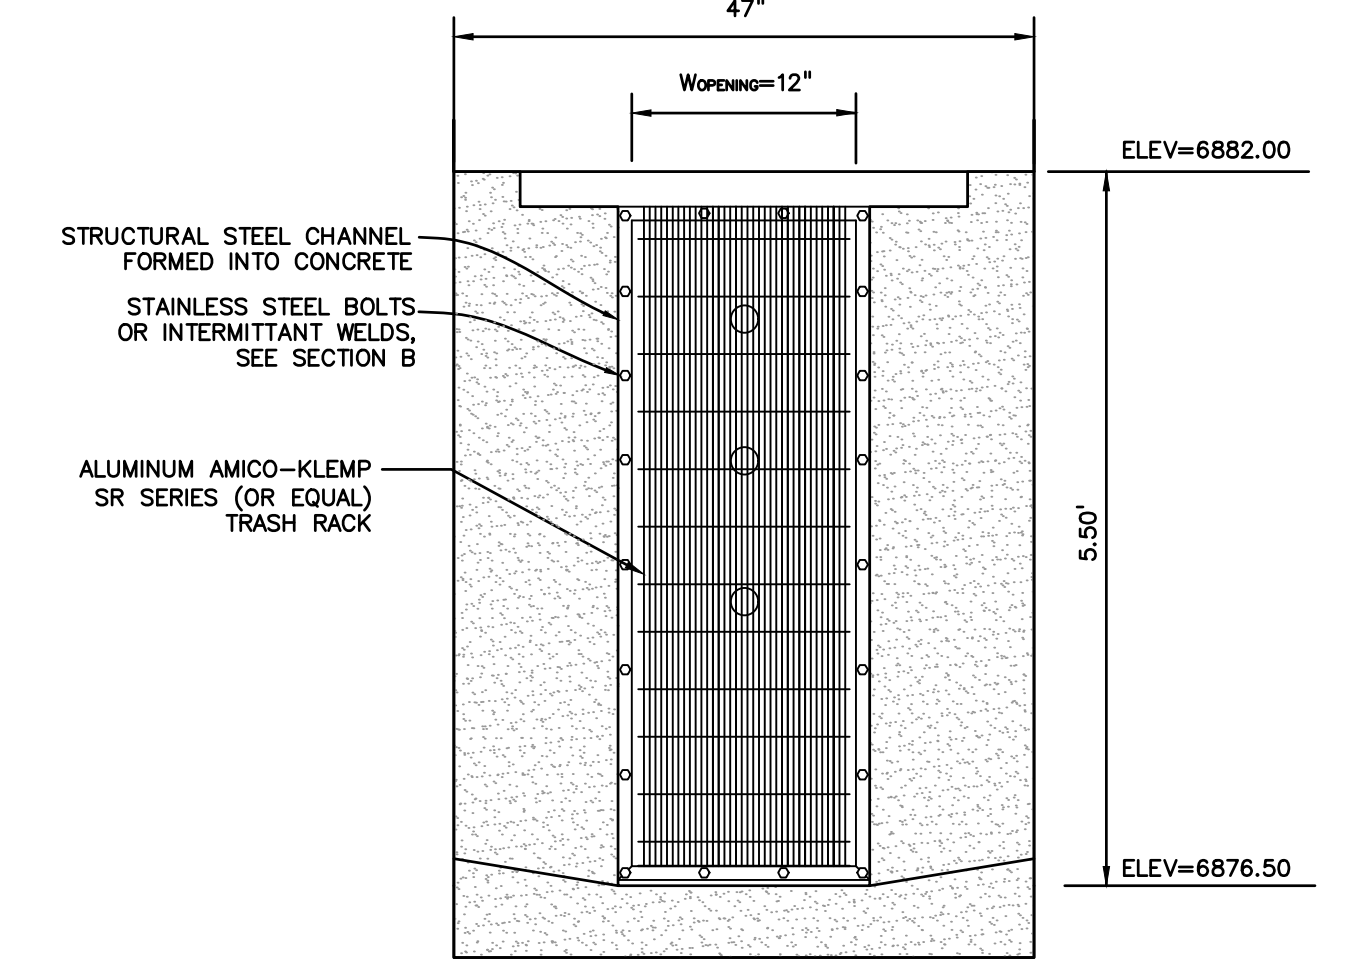 47"
WOPENING=12"
ELEV=6882.00
STRUCTURAL STEEL CHANNEL
FORMED INTO CONCRETE
STAINLESS STEEL BOLTS
OR INTERMITTANT WELDS,
SEE SECTION B
ALUMINUM AMICO-KLEMP
SR SERIES (OR EQUAL)
TRASH RACK
5.50'
ELEV=6876.50